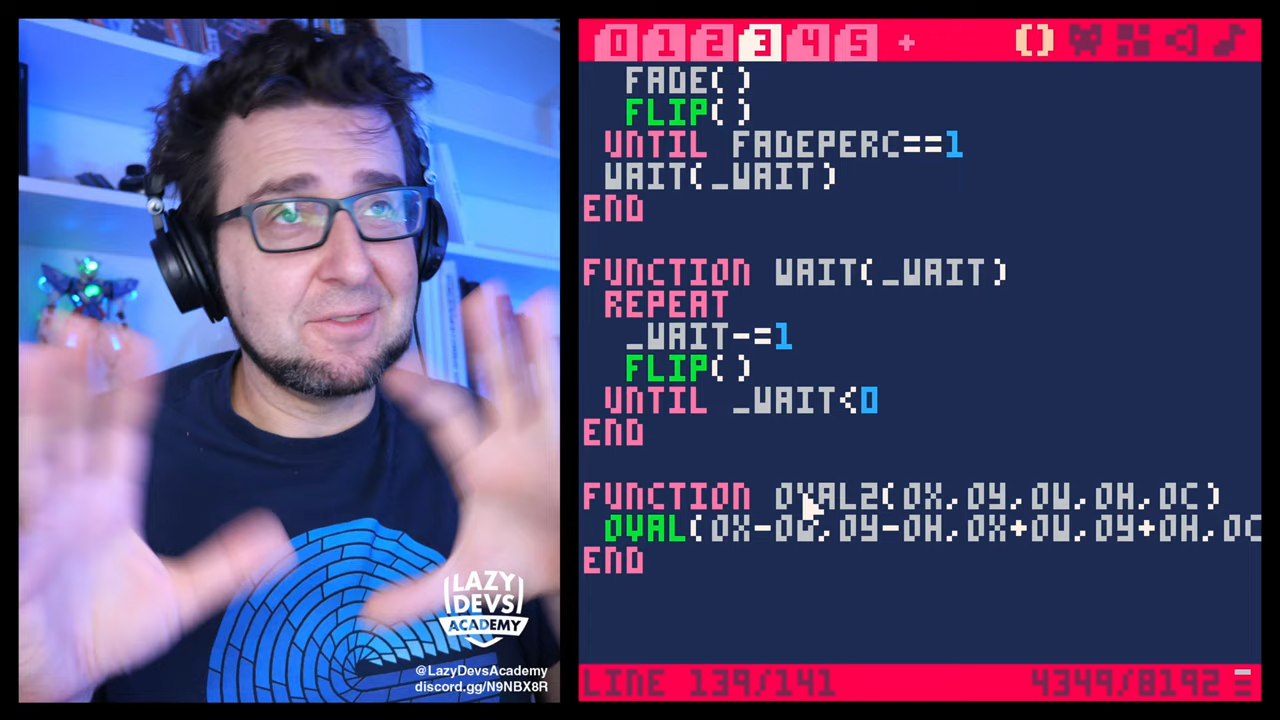 LAZY
DEVS
ACADEMY
@LazyDevsAcademy
discord.gg/N9NBX8R
0 1 2 3 4 5 +
FADE()
FLIP()
UNTIL FADEPERC==1
WAIT(_WAIT)
END
FUNCTION WAIT(_WAIT)
REPEAT
_WAIT-=1
FLIP()
UNTIL _WAIT<0
END
FUNCTION OVAL2(OX,OY,OW,OH,OC)
OVAL(OX-OW,OY-OH,OX+OW,OY+OH,OC
END
LINE 139/141
4349/8192